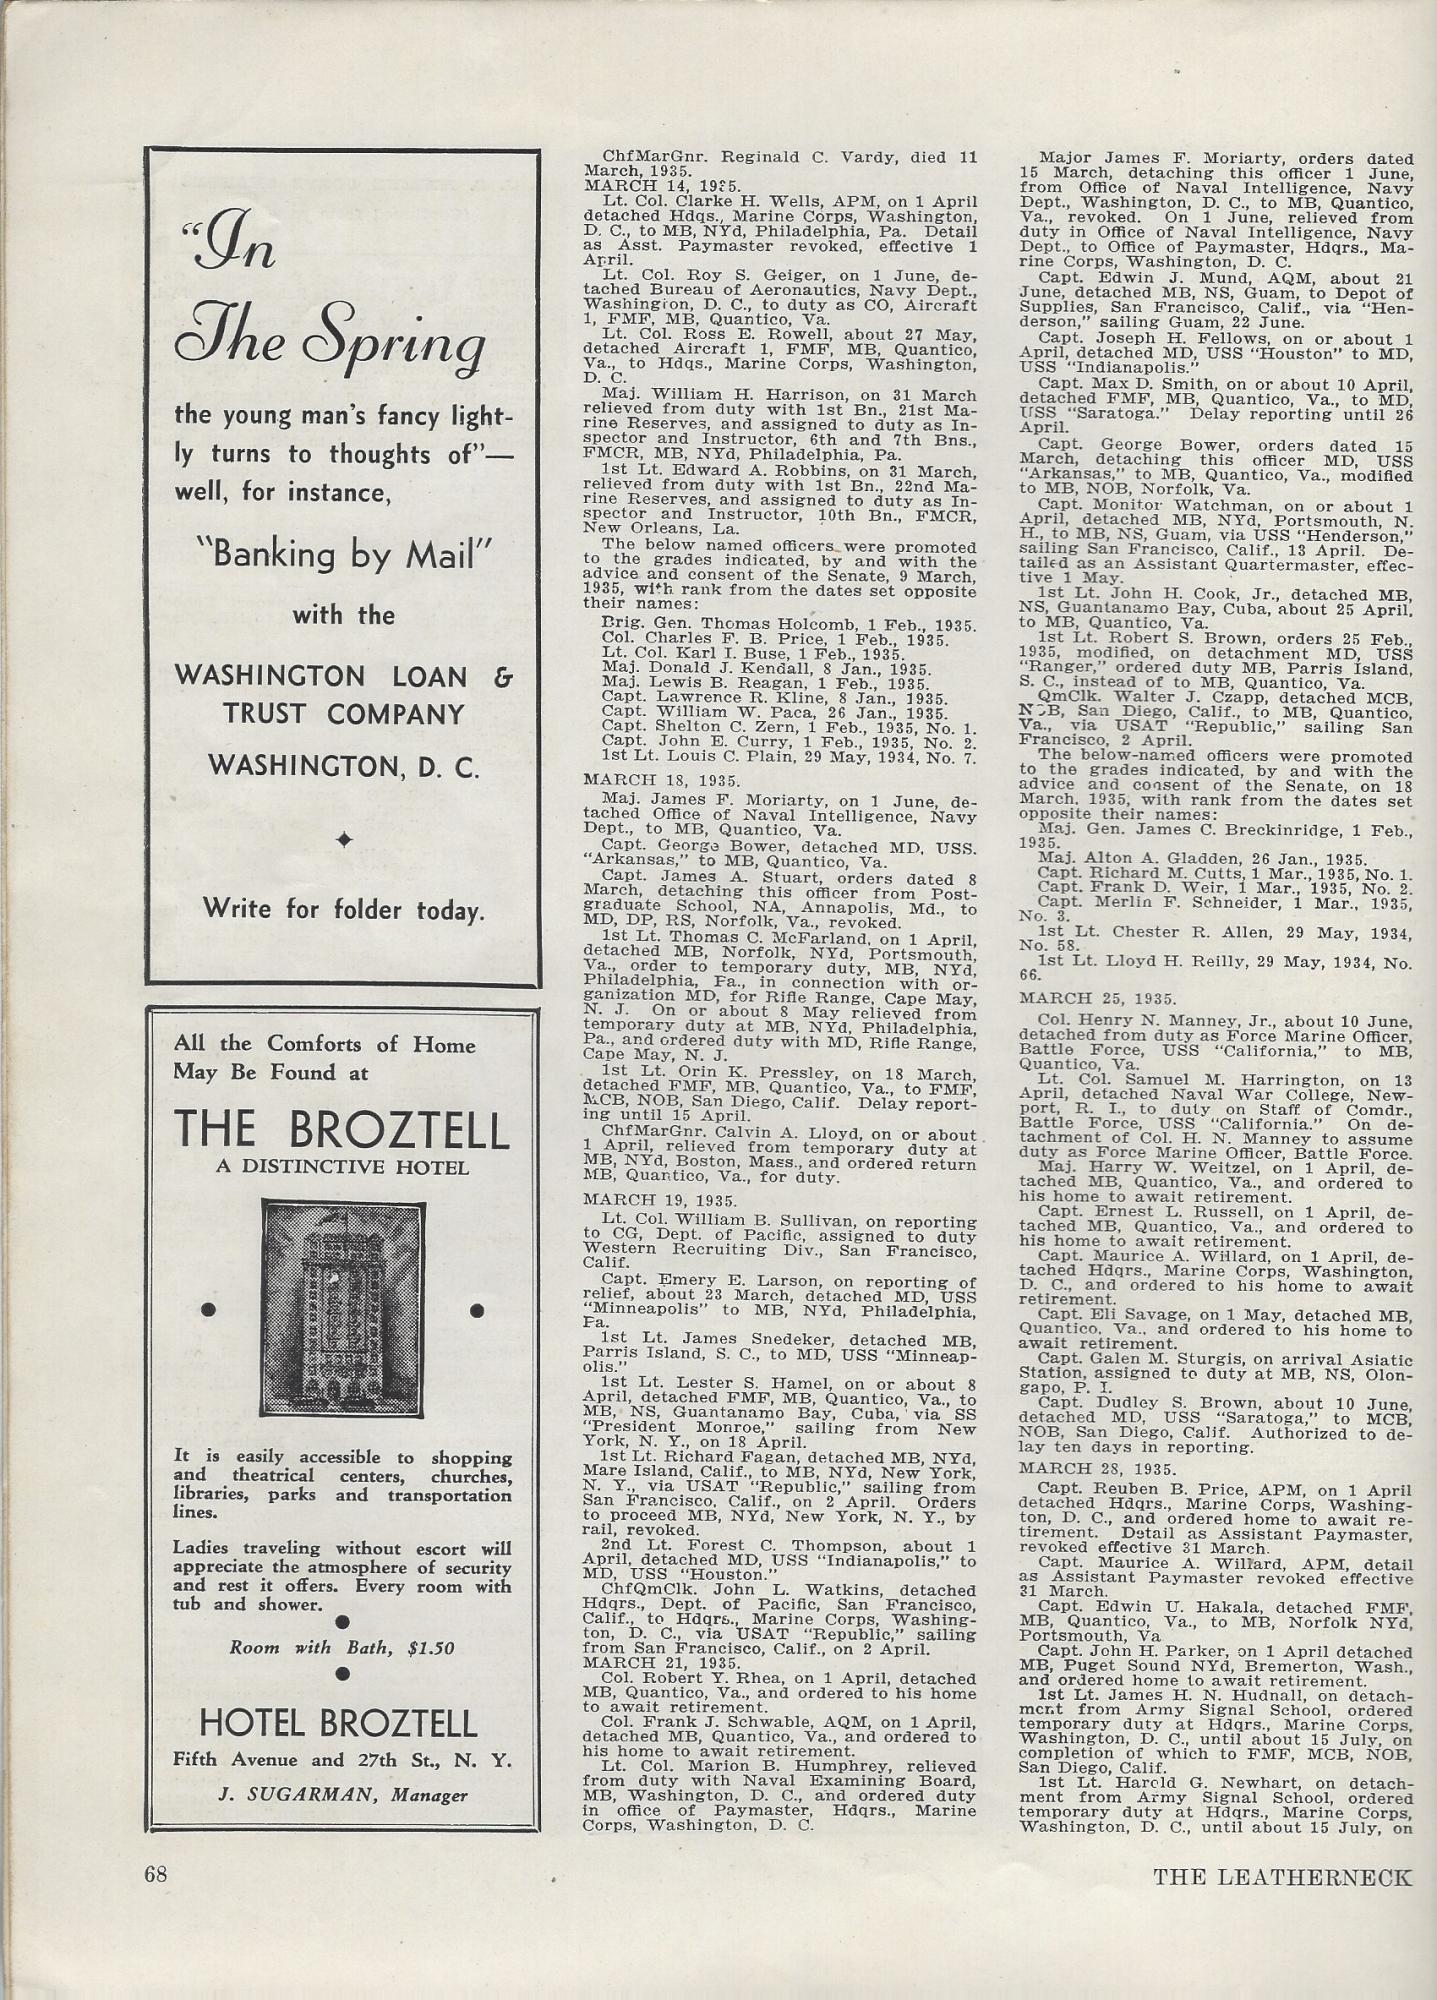 "In
The Spring
the young man's fancy light-
ly turns to thoughts of"—
well, for instance,
"Banking by Mail"
with the
WASHINGTON LOAN &
TRUST COMPANY
WASHINGTON, D. C.
Write for folder today.
All the Comforts of Home
May Be Found at
THE BROZTELL
A DISTINCTIVE HOTEL
It is easily accessible to shopping
and theatrical centers, churches,
libraries, parks and transportation
lines.
Ladies traveling without escort will
appreciate the atmosphere of security
and rest it offers. Every room with
tub and shower.
Room with Bath, $1.50
HOTEL BROZTELL
Fifth Avenue and 27th St., N. Y.
J. SUGARMAN, Manager
ChfMarGnr. Reginald C. Vardy, died 11
March, 1935.
MARCH 14, 1935.
Lt. Col. Clarke H. Wells, APM, on 1 April
detached Hdqs., Marine Corps, Washington,
D. C., to MB, NYd, Philadelphia, Pa. Detail
as Asst. Paymaster revoked, effective 1
April.
Lt. Col. Roy S. Geiger, on 1 June, de-
tached Bureau of Aeronautics, Navy Dept.,
Washington, D. C., to duty as CO, Aircraft
1, FMF, MB, Quantico, Va.
Lt. Col. Ross E. Rowell, about 27 May,
detached Aircraft 1, FMF, MB, Quantico,
Va., to Hdqs., Marine Corps, Washington,
D. C.
Maj. William H. Harrison, on 31 March
relieved from duty with 1st Bn., 21st Ma-
rine Reserves, and assigned to duty as In-
spector and Instructor, 6th and 7th Bns.,
FMCR, MB, NYd, Philadelphia, Pa.
1st Lt. Edward A. Robbins, on 31 March,
relieved from duty with 1st Bn., 22nd Ma-
rine Reserves, and assigned to duty as In-
spector and Instructor, 10th Bn., FMCR,
New Orleans, La.
The below named officers were promoted
to the grades indicated, by and with the
advice and consent of the Senate, 9 March,
1935, with rank from the dates set opposite
their names:
Brig. Gen. Thomas Holcomb, 1 Feb., 1935.
Col. Charles F. B. Price, 1 Feb., 1935.
Lt. Col. Karl I. Buse, 1 Feb., 1935.
Maj. Donald J. Kendall, 8 Jan., 1935.
Maj. Lewis B. Reagan, 1 Feb., 1935.
Capt. Lawrence R. Kline, 8 Jan., 1935.
Capt. William W. Paca, 26 Jan., 1935.
Capt. Shelton C. Zern, 1 Feb., 1935, No. 1.
Capt. John E. Curry, 1 Feb., 1935, No. 2.
1st Lt. Louis C. Plain, 29 May, 1934, No. 7.
MARCH 18, 1935.
Maj. James F. Moriarty, on 1 June, de-
tached Office of Naval Intelligence, Navy
Dept., to MB, Quantico, Va.
Capt. George Bower, detached MD, USS.
"Arkansas," to MB, Quantico, Va.
Capt. James A. Stuart, orders dated 8
March, detaching this officer from Post-
graduate School, NA, Annapolis, Md., to
MD, DP, RS, Norfolk, Va., revoked.
1st Lt. Thomas C. McFarland, on 1 April,
detached MB, Norfolk, NYd, Portsmouth,
Va., order to temporary duty, MB, NYd,
Philadelphia, Pa., in connection with or-
ganization MD, for Rifle Range, Cape May,
N. J. On or about 8 May relieved from
temporary duty at MB, NYd, Philadelphia,
Pa., and ordered duty with MD, Rifle Range,
Cape May, N. J.
1st Lt. Orin K. Pressley, on 18 March,
detached FMF, MB, Quantico, Va., to FMF,
MCB, NOB, San Diego, Calif. Delay report-
ing until 15 April.
ChfMarGnr. Calvin A. Lloyd, on or about
1 April, relieved from temporary duty at
MB, NYd, Boston, Mass., and ordered return
MB, Quantico, Va., for duty.
MARCH 19, 1935.
Lt. Col. William B. Sullivan, on reporting
to CG, Dept. of Pacific, assigned to duty
Western Recruiting Div., San Francisco,
Calif.
Capt. Emery E. Larson, on reporting of
relief, about 23 March, detached MD, USS
"Minneapolis" to MB, NYd, Philadelphia,
Pa.
1st Lt. James Snedeker, detached MB,
Parris Island, S. C., to MD, USS "Minneap-
olis."
1st Lt. Lester S. Hamel, on or about 8
April, detached FMF, MB, Quantico, Va., to
MB, NS, Guantanamo Bay, Cuba, via SS
"President Monroe," sailing from New
York, N. Y., on 18 April.
1st Lt. Richard Fagan, detached MB, NYd,
Mare Island, Calif., to MB, NYd, New York,
N. Y., via USAT "Republic," sailing from
San Francisco, Calif., on 2 April. Orders
to proceed MB, NYd, New York, N. Y., by
rail, revoked.
2nd Lt. Forest C. Thompson, about 1
April, detached MD, USS "Indianapolis," to
MD, USS "Houston."
ChfQmClk. John L. Watkins, detached
Hdqrs., Dept. of Pacific, San Francisco,
Calif., to Hdqrs., Marine Corps, Washing-
ton, D. C., via USAT "Republic," sailing
from San Francisco, Calif., on 2 April.
MARCH 21, 1935.
Col. Robert Y. Rhea, on 1 April, detached
MB, Quantico, Va., and ordered to his home
to await retirement.
Col. Frank J. Schwable, AQM, on 1 April,
detached MB, Quantico, Va., and ordered to
his home to await retirement.
Lt. Col. Marion B. Humphrey, relieved
from duty with Naval Examining Board,
MB, Washington, D. C., and ordered duty
in office of Paymaster, Hdqrs., Marine
Corps, Washington, D. C.
Major James F. Moriarty, orders dated
15 March, detaching this officer 1 June,
from Office of Naval Intelligence, Navy
Dept., Washington, D. C., to MB, Quantico,
Va., revoked. On 1 June, relieved from
duty in Office of Naval Intelligence, Navy
Dept., to Office of Paymaster, Hdqrs., Ma-
rine Corps, Washington, D. C.
Capt. Edwin J. Mund, AQM, about 21
June, detached MB, NS, Guam, to Depot of
Supplies, San Francisco, Calif., via "Hen-
derson," sailing Guam, 22 June.
Capt. Joseph H. Fellows, on or about 1
April, detached MD, USS "Houston" to MD,
USS "Indianapolis."
Capt. Max D. Smith, on or about 10 April,
detached FMF, MB, Quantico, Va., to MD,
USS "Saratoga." Delay reporting until 26
April.
Capt. George Bower, orders dated 15
March, detaching this officer MD, USS
"Arkansas," to MB, Quantico, Va., modified
to MB, NOB, Norfolk, Va.
Capt. Monitor Watchman, on or about 1
April, detached MB, NYd, Portsmouth, N.
H., to MB, NS, Guam, via USS "Henderson,"
sailing San Francisco, Calif., 13 April. De-
tailed as an Assistant Quartermaster, effec-
tive 1 May.
1st Lt. John H. Cook, Jr., detached MB,
NS, Guantanamo Bay, Cuba, about 25 April,
to MB, Quantico, Va.
1st Lt. Robert S. Brown, orders 25 Feb.,
1935, modified, on detachment MD, USS
"Ranger," ordered duty MB, Parris Island,
S. C., instead of to MB, Quantico, Va.
QmClk. Walter J. Czapp, detached MCB,
NOB, San Diego, Calif., to MB, Quantico,
Va., via USAT "Republic," sailing San
Francisco, 2 April.
The below-named officers were promoted
to the grades indicated, by and with the
advice and consent of the Senate, on 18
March, 1935, with rank from the dates set
opposite their names:
Maj. Gen. James C. Breckinridge, 1 Feb.,
1935.
Maj. Alton A. Gladden, 26 Jan., 1935.
Capt. Richard M. Cutts, 1 Mar., 1935, No. 1.
Capt. Frank D. Weir, 1 Mar., 1935, No. 2.
Capt. Merlin F. Schneider, 1 Mar., 1935,
No. 3.
1st Lt. Chester R. Allen, 29 May, 1934,
No. 58.
1st Lt. Lloyd H. Reilly, 29 May, 1934, No.
66.
MARCH 25, 1935.
Col. Henry N. Manney, Jr., about 10 June,
detached from duty as Force Marine Officer,
Battle Force, USS "California," to MB,
Quantico, Va.
Lt. Col. Samuel M. Harrington, on 13
April, detached Naval War College, New-
port, R. I., to duty on Staff of Comdr.,
Battle Force, USS "California." On de-
tachment of Col. H. N. Manney to assume
duty as Force Marine Officer, Battle Force.
Maj. Harry W. Weitzel, on 1 April, de-
tached MB, Quantico, Va., and ordered to
his home to await retirement.
Capt. Ernest L. Russell, on 1 April, de-
tached MB, Quantico, Va., and ordered to
his home to await retirement.
Capt. Maurice A. Willard, on 1 April, de-
tached Hdqrs., Marine Corps, Washington,
D. C., and ordered to his home to await
retirement.
Capt. Eli Savage, on 1 May, detached MB,
Quantico, Va., and ordered to his home to
await retirement.
Capt. Galen M. Sturgis, on arrival Asiatic
Station, assigned to duty at MB, NS, Olon-
gapo, P. I.
Capt. Dudley S. Brown, about 10 June,
detached MD, USS "Saratoga," to MCB,
NOB, San Diego, Calif. Authorized to de-
lay ten days in reporting.
MARCH 28, 1935.
Capt. Reuben B. Price, APM, on 1 April
detached Hdqrs., Marine Corps, Washing-
ton, D. C., and ordered home to await re-
tirement. Detail as Assistant Paymaster,
revoked effective 31 March.
Capt. Maurice A. Willard, APM, detail
as Assistant Paymaster revoked effective
31 March.
Capt. Edwin U. Hakala, detached FMF,
MB, Quantico, Va., to MB, Norfolk NYd,
Portsmouth, Va
Capt. John H. Parker, on 1 April detached
MB, Puget Sound NYd, Bremerton, Wash.,
and ordered home to await retirement.
1st Lt. James H. N. Hudnall, on detach-
ment from Army Signal School, ordered
temporary duty at Hdqrs., Marine Corps,
Washington, D. C., until about 15 July, on
completion of which to FMF, MCB, NOB,
San Diego, Calif.
1st Lt. Harold G. Newhart, on detach-
ment from Army Signal School, ordered
temporary duty at Hdqrs., Marine Corps,
Washington, D. C., until about 15 July, on
68
THE LEATHERNECK